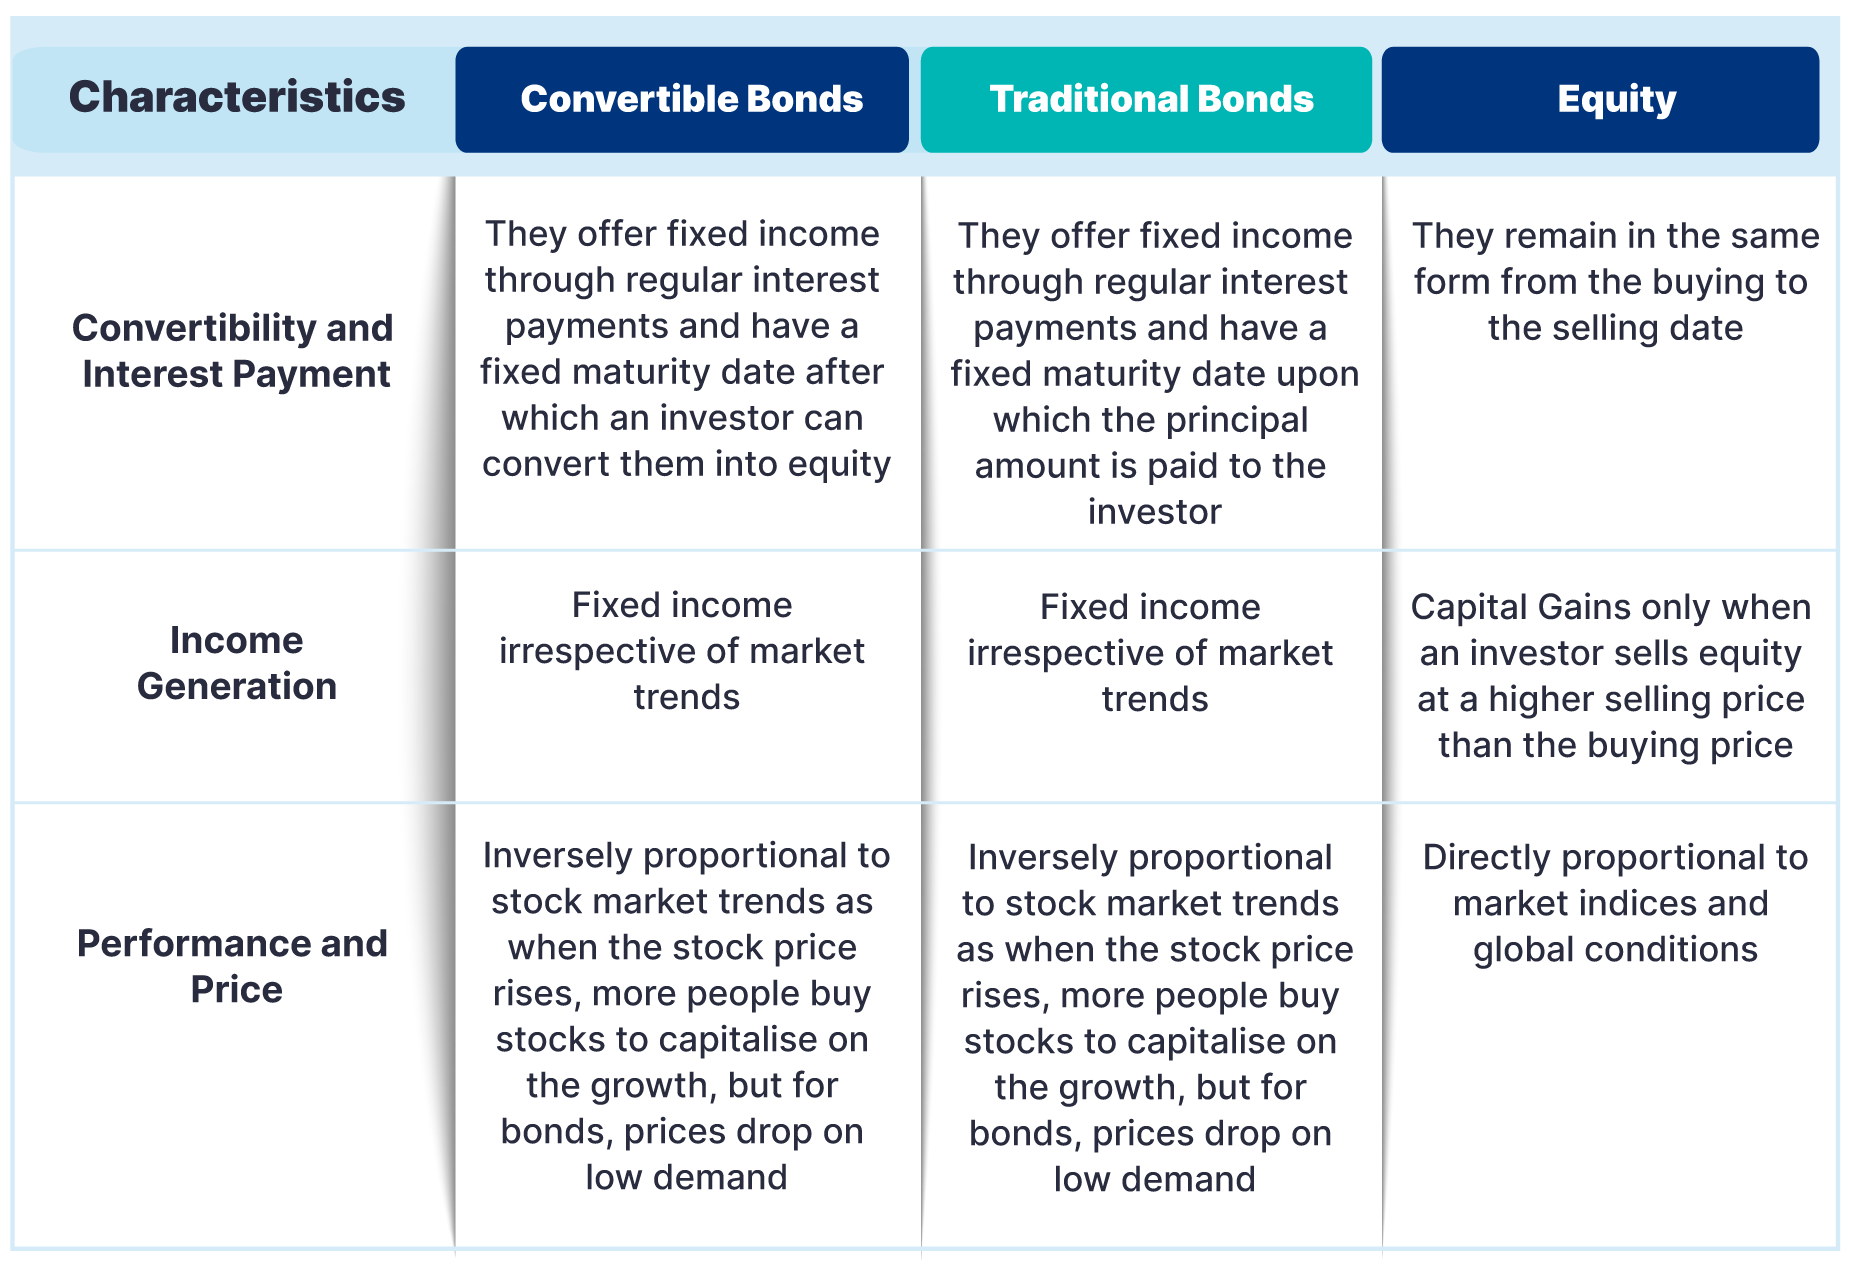 Characteristics
Convertible Bonds
Traditional Bonds
Equity
Convertibility and
Interest Payment
They offer fixed income
through regular interest
payments and have a
fixed maturity date after
which an investor can
convert them into equity
They offer fixed income
through regular interest
payments and have a
fixed maturity date upon
which the principal
amount is paid to the
investor
They remain in the same
form from the buying to
the selling date
Income
Generation
Fixed income
irrespective of market
trends
Fixed income
irrespective of market
trends
Capital Gains only when
an investor sells equity
at a higher selling price
than the buying price
Performance and
Price
Inversely proportional to
stock market trends as
when the stock price
rises, more people buy
stocks to capitalise on
the growth, but for
bonds, prices drop on
low demand
Inversely proportional
to stock market trends
as when the stock price
rises, more people buy
stocks to capitalise on
the growth, but for
bonds, prices drop on
low demand
Directly proportional to
market indices and
global conditions